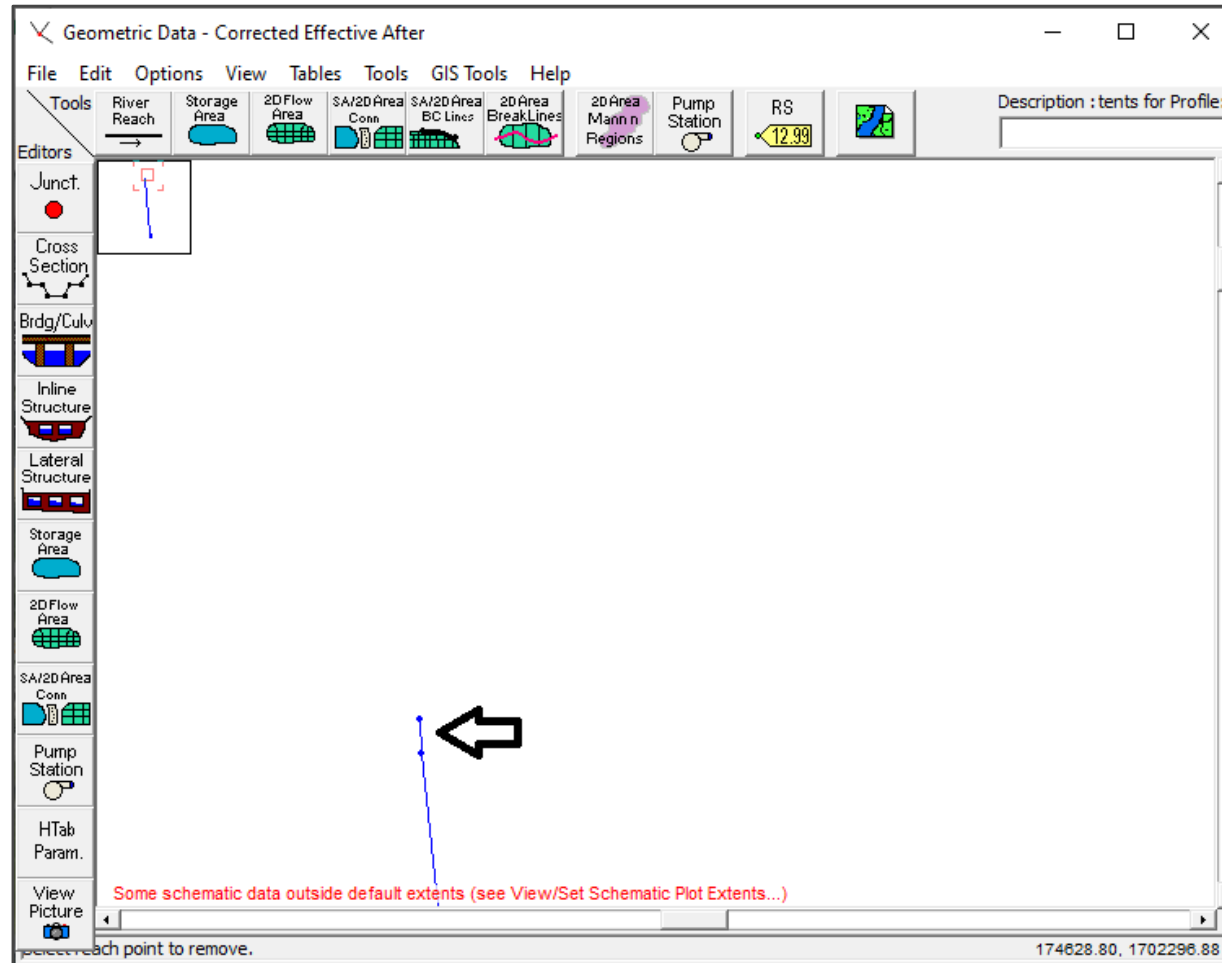 Geometric Data - Corrected Effective After
File Edit Options View Tables Tools GIS Tools Help
Tools
Editors
River
Reach
Storage
Area
2D Flow
Area
SA/2D Area
Conn
SA/2D Area
BC Lines
2D Area
BreakLines
2D Area
Mann n
Regions
Pump
Station
RS
12.99
Description : tents for Profile:
Junct.
Cross
Section
Brdg/Culv
Inline
Structure
Lateral
Structure
Storage
Area
2D Flow
Area
SA/2D Area
Conn
Pump
Station
HTab
Param.
View
Picture
Some schematic data outside default extents (see View/Set Schematic Plot Extents...)
Select reach point to remove.
174628.80, 1702296.88